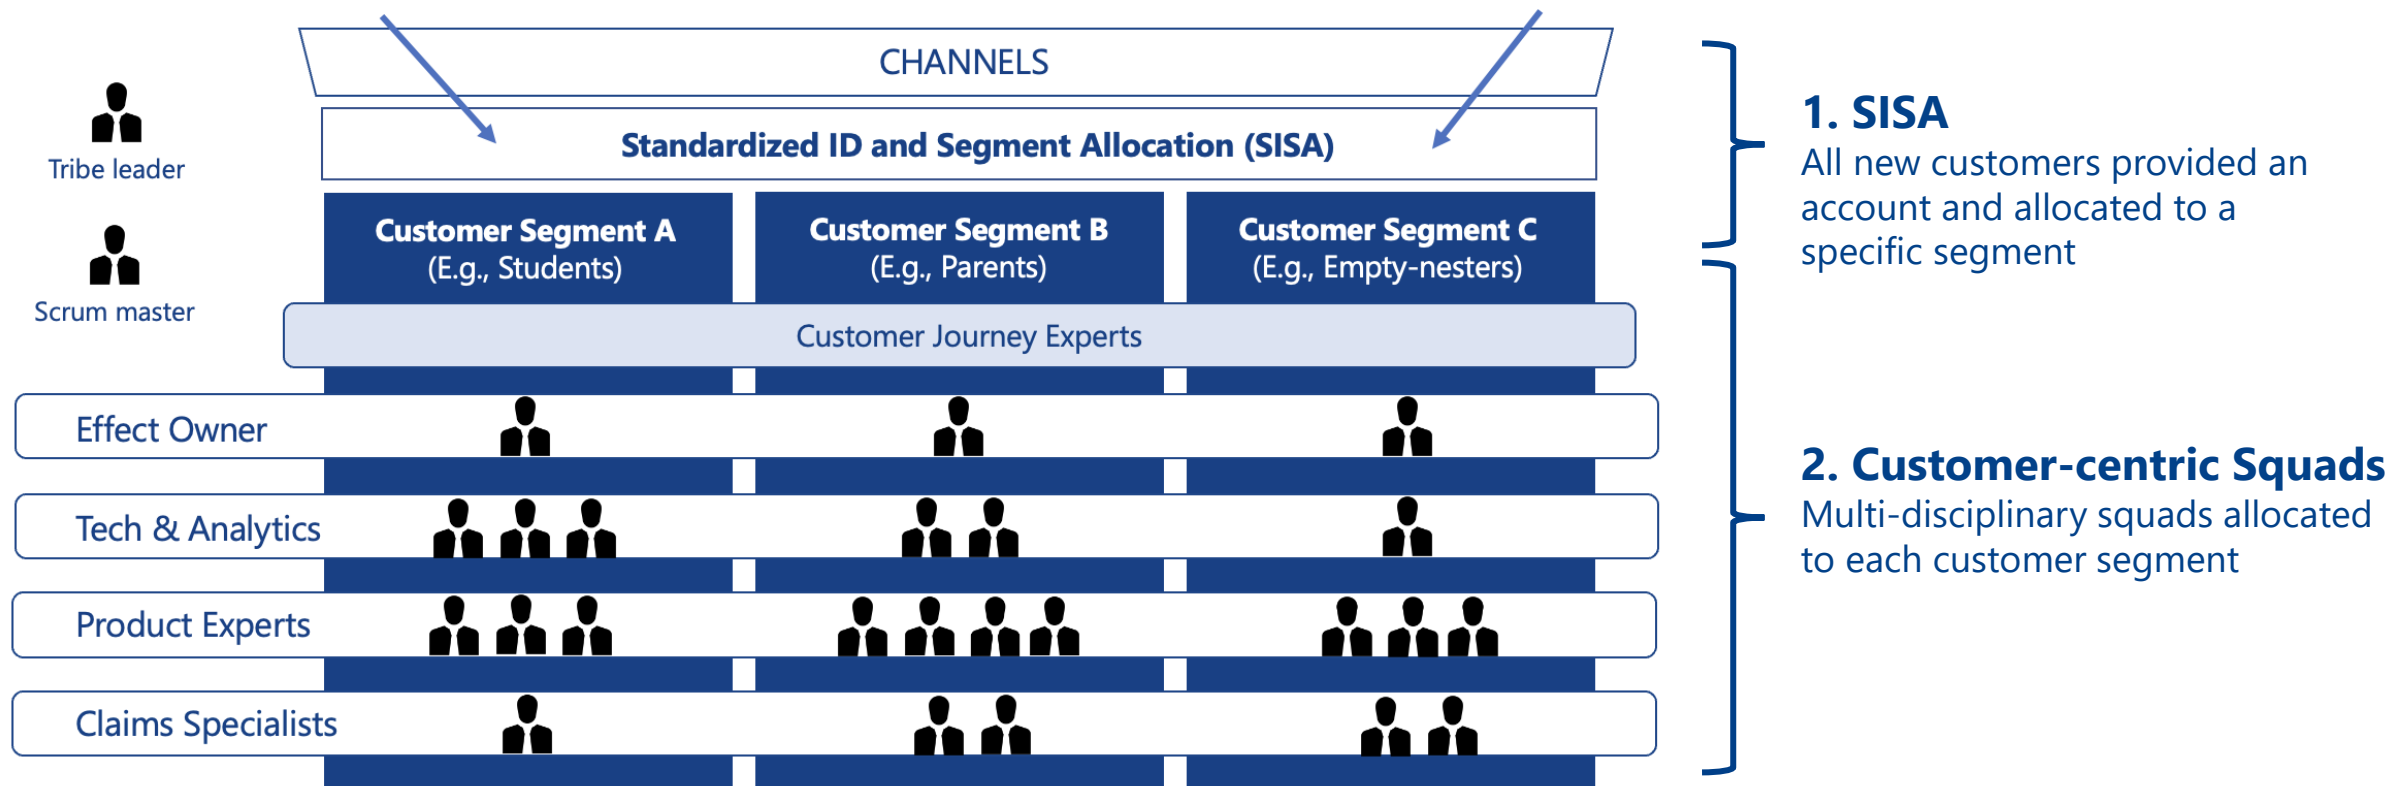 CHANNELS
Standardized ID and Segment Allocation (SISA)
Tribe leader
Scrum master
Customer Segment A
(E.g., Students)
Customer Segment B
(E.g., Parents)
Customer Segment C
(E.g., Empty-nesters)
Customer Journey Experts
Effect Owner
Tech & Analytics
Product Experts
Claims Specialists
1. SISA
All new customers provided an
account and allocated to a
specific segment
2. Customer-centric Squads
Multi-disciplinary squads allocated
to each customer segment